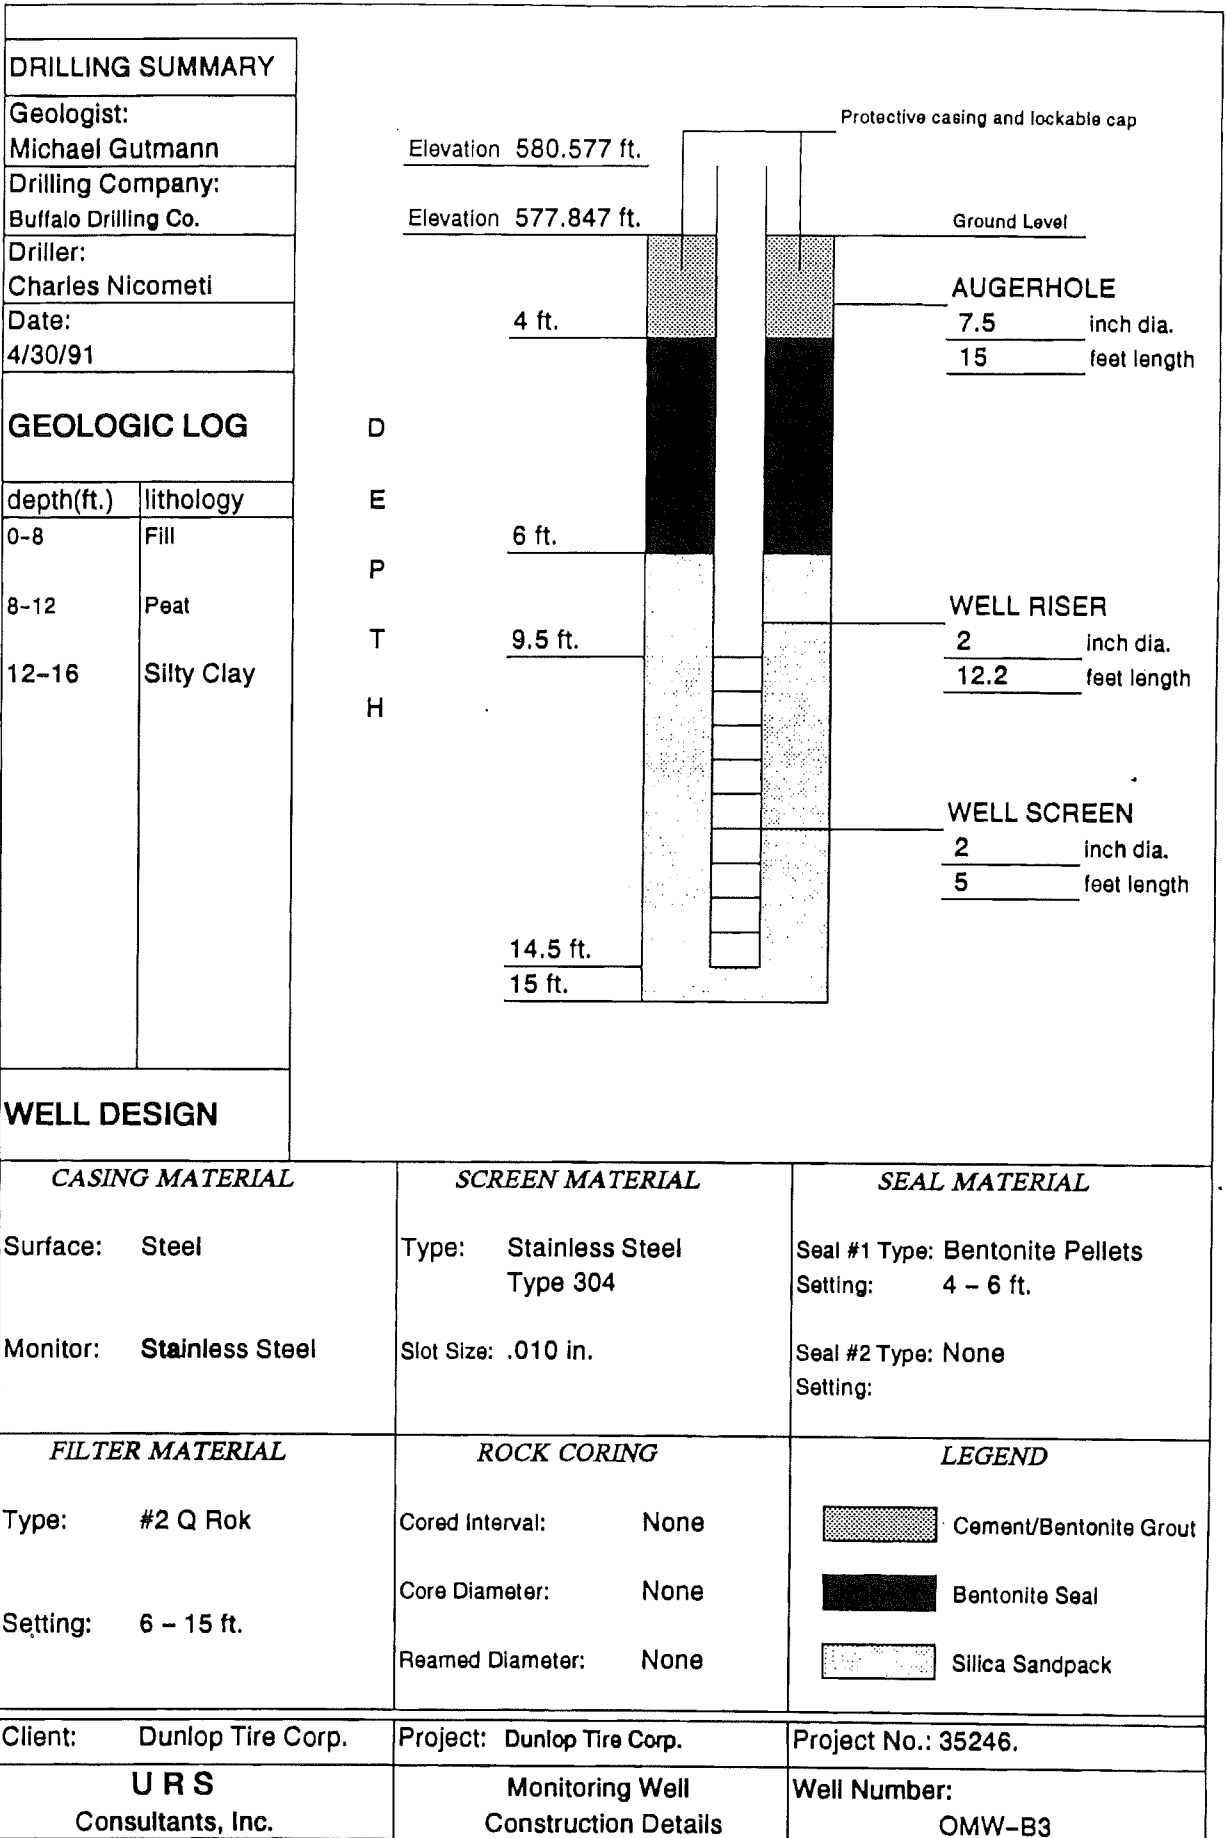 DRILLING SUMMARY
Geologist:
Michael Gutmann
Drilling Company:
Buffalo Drilling Co.
Driller:
Charles Nicometi
Date:
4/30/91
GEOLOGIC LOG
depth(ft.) lithology
0-8 Fill
8-12 Peat
12-16 Silty Clay
WELL DESIGN
Protective casing and lockable cap
Elevation 580.577 ft.
Elevation 577.847 ft.
Ground Level
AUGERHOLE
7.5 inch dia.
15 feet length
4 ft.
D
E
P
T
H
6 ft.
WELL RISER
2 inch dia.
12.2 feet length
9.5 ft.
WELL SCREEN
2 inch dia.
5 feet length
14.5 ft.
15 ft.
CASING MATERIAL
Surface: Steel
Monitor: Stainless Steel
SCREEN MATERIAL
Type: Stainless Steel
Type 304
Slot Size: .010 in.
SEAL MATERIAL
Seal #1 Type: Bentonite Pellets
Setting: 4 - 6 ft.
Seal #2 Type: None
Setting:
FILTER MATERIAL
Type: #2 Q Rok
Setting: 6 - 15 ft.
ROCK CORING
Cored Interval: None
Core Diameter: None
Reamed Diameter: None
LEGEND
Cement/Bentonite Grout
Bentonite Seal
Silica Sandpack
Client: Dunlop Tire Corp.
Project: Dunlop Tire Corp.
Project No.: 35246.
URS
Consultants, Inc.
Monitoring Well
Construction Details
Well Number:
OMW-B3